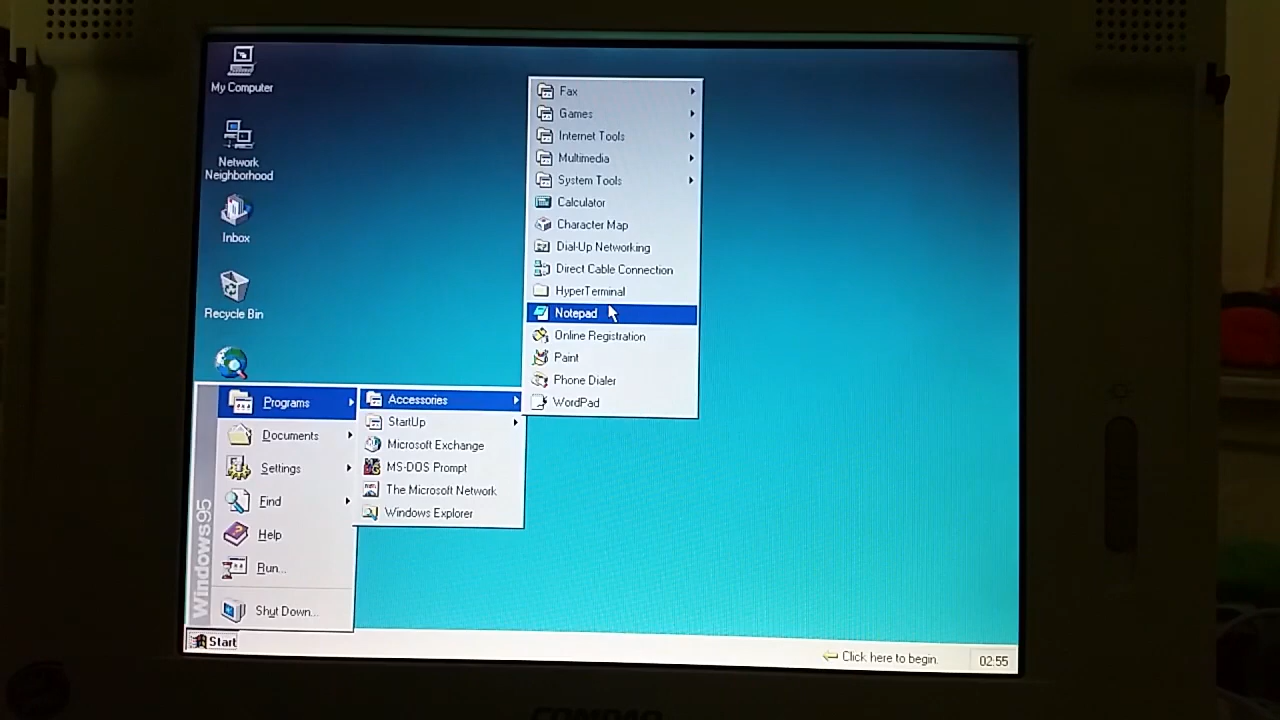 My Computer
Network
Neighborhood
Inbox
Recycle Bin
Fax
Games
Internet Tools
Multimedia
System Tools
Calculator
Character Map
Dial-Up Networking
Direct Cable Connection
HyperTerminal
Notepad
Online Registration
Paint
Phone Dialer
WordPad
Accessories
StartUp
Microsoft Exchange
MS-DOS Prompt
The Microsoft Network
Windows Explorer
Programs
Documents
Settings
Find
Help
Run...
Shut Down...
Windows95
Start
Click here to begin.
02:55